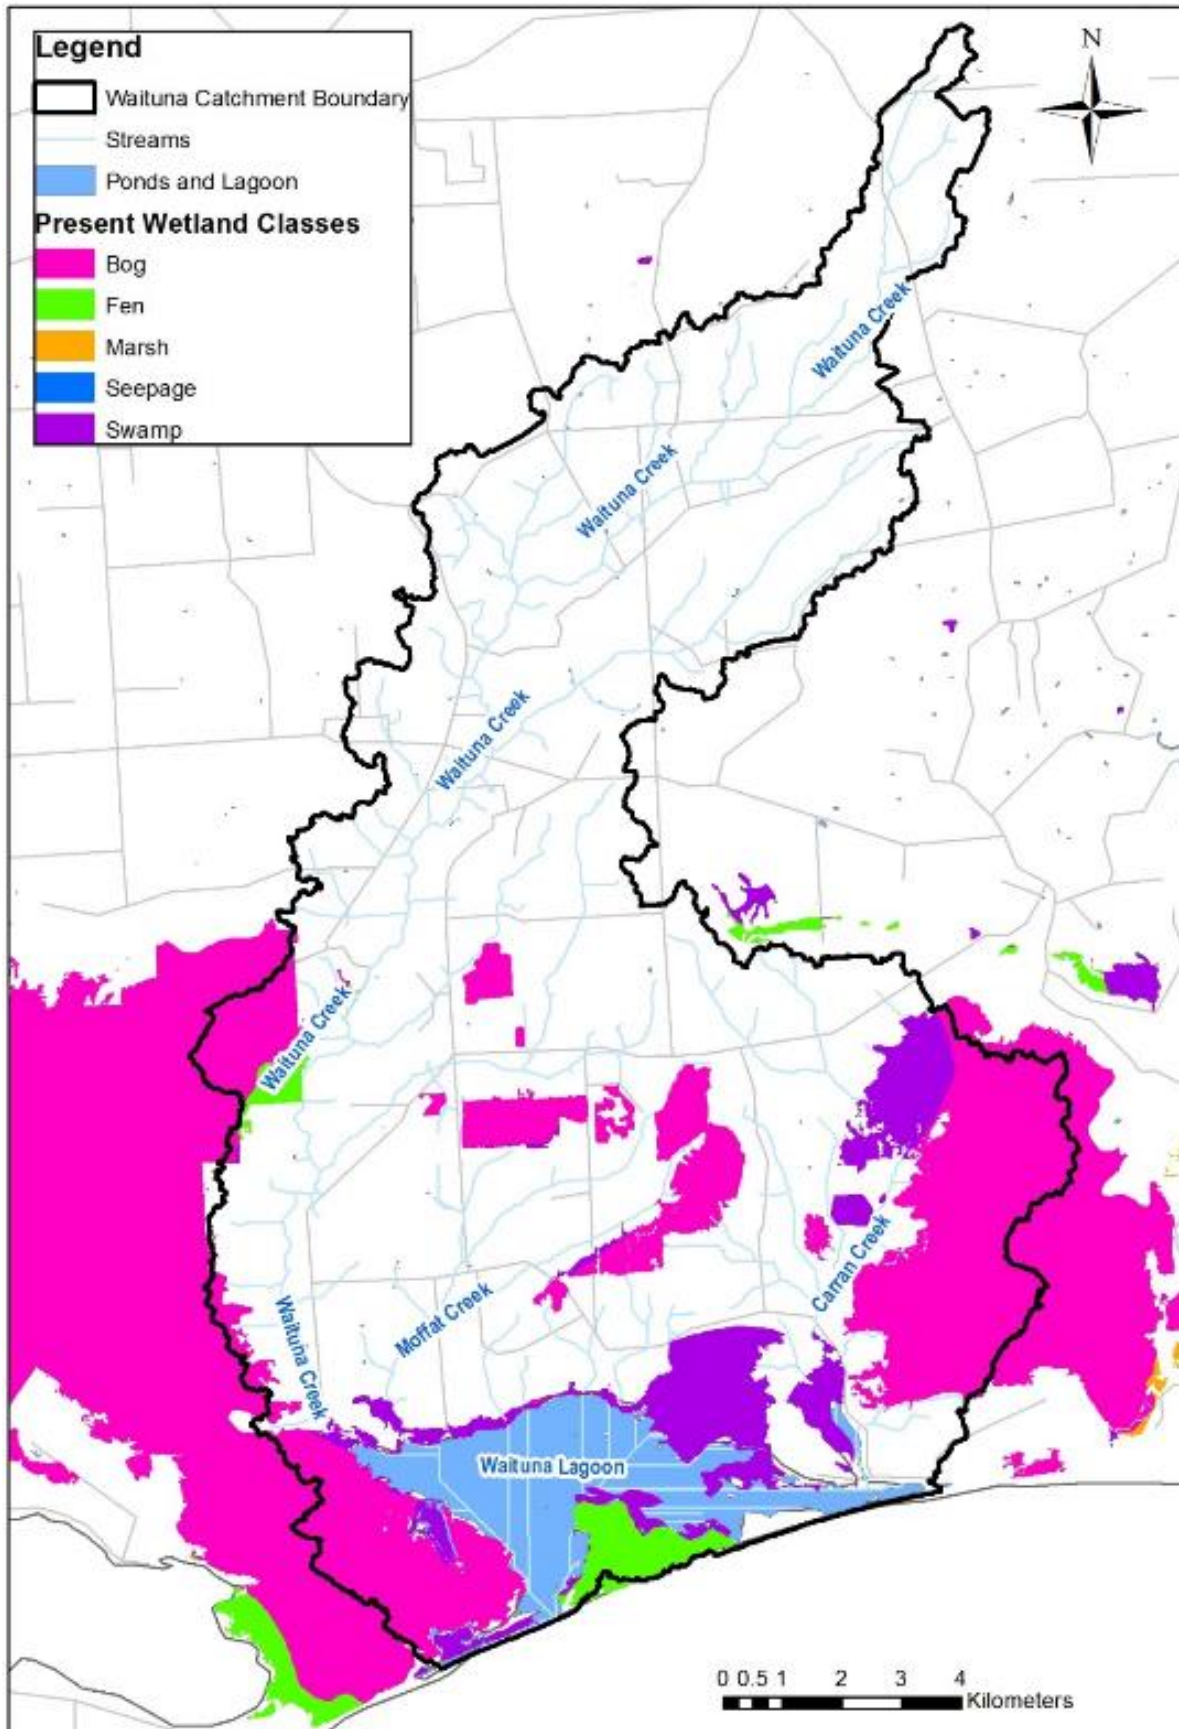 Legend
Waituna Catchment Boundary
Streams
Ponds and Lagoon
Present Wetland Classes
Bog
Fen
Marsh
Seepage
Swamp
N
Waituna Creek
Waituna Creek
Waituna Creek
Waituna Creek
Waituna Creek
Moffat Creek
Carran Creek
Waituna Lagoon
0 0.5 1 2 3 4
Kilometers